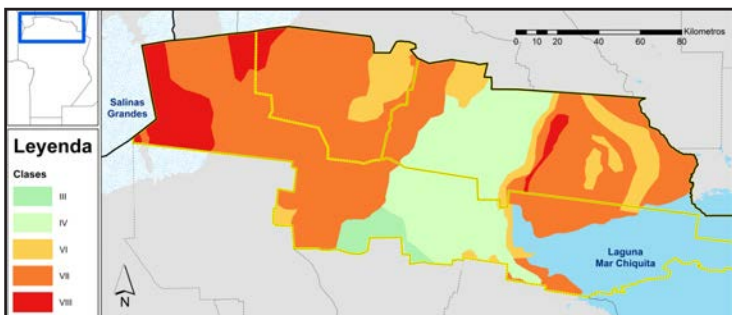 Kilometros
0 5 10 20 40 60 80
Salinas
Grandes
Leyenda
Clases
III
IV
VI
VII
VIII
N
Laguna
Mar Chiquita